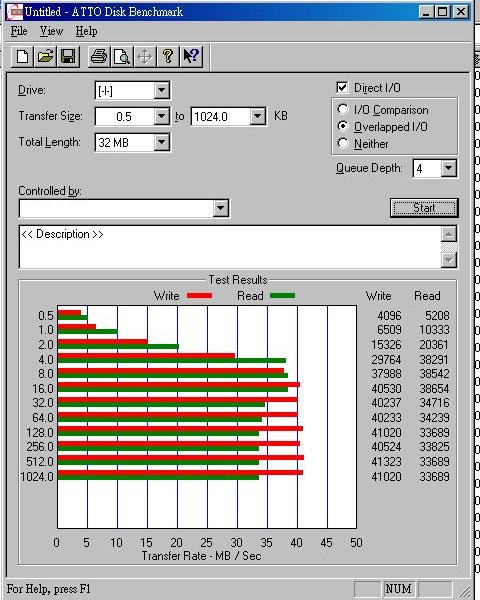 Untitled - ATTO Disk Benchmark
File View Help
Drive: [-I-] Direct I/O
Transfer Size: 0.5 to 1024.0 KB I/O Comparison
Overlapped I/O
Total Length: 32 MB Neither
Queue Depth: 4
Controlled by:
Start
<< Description >>
Test Results
Write Read Write Read
0.5 4096 5208
1.0 6509 10333
2.0 15326 20361
4.0 29764 38291
8.0 37988 38542
16.0 40530 38654
32.0 40237 34716
64.0 40233 34239
128.0 41020 33689
256.0 40524 33825
512.0 41323 33689
1024.0 41020 33689
0 5 10 15 20 25 30 35 40 45 50
Transfer Rate - MB / Sec
For Help, press F1 NUM